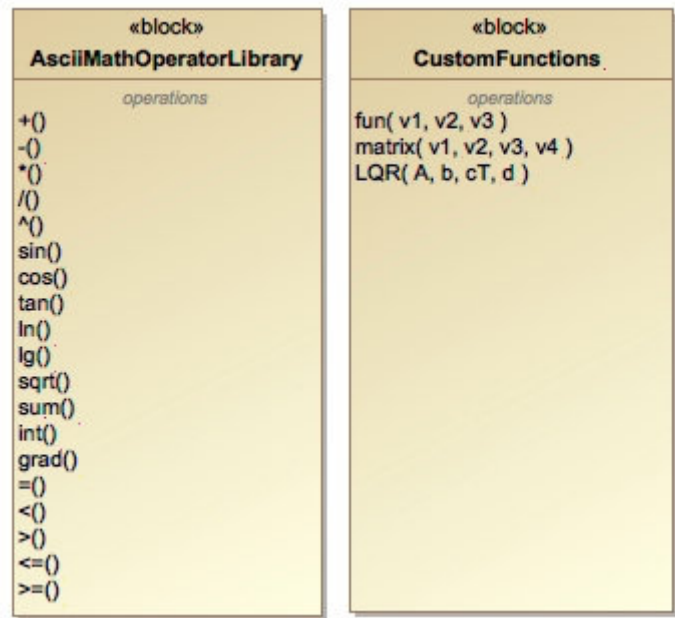 «block»
AsciiMathOperatorLibrary
operations
+()
-()
*()
/()
^()
sin()
cos()
tan()
ln()
lg()
sqrt()
sum()
int()
grad()
=()
<()
>()
<=()
>=()
«block»
CustomFunctions
operations
fun( v1, v2, v3 )
matrix( v1, v2, v3, v4 )
LQR( A, b, cT, d )